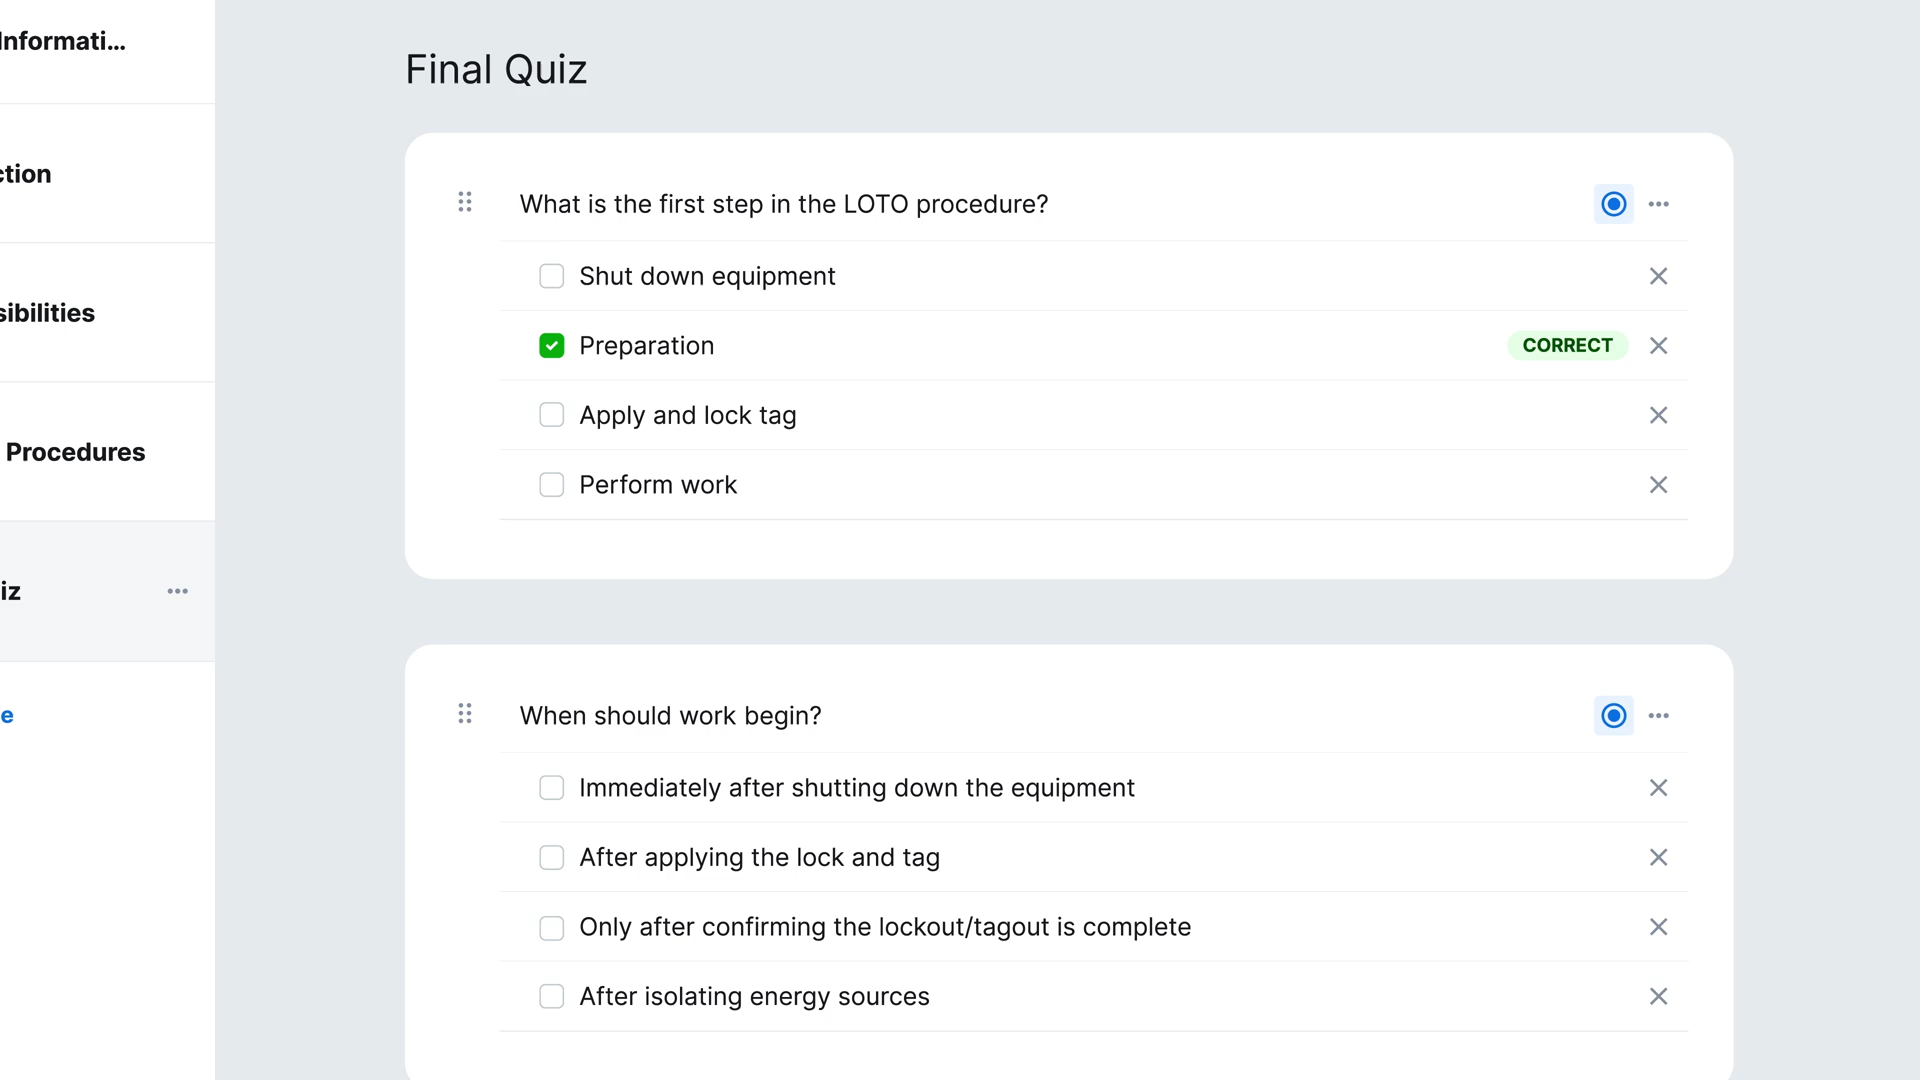 Informati...
ction
sibilities
Procedures
iz
e
Final Quiz
What is the first step in the LOTO procedure?
Shut down equipment
Preparation
CORRECT
Apply and lock tag
Perform work
When should work begin?
Immediately after shutting down the equipment
After applying the lock and tag
Only after confirming the lockout/tagout is complete
After isolating energy sources